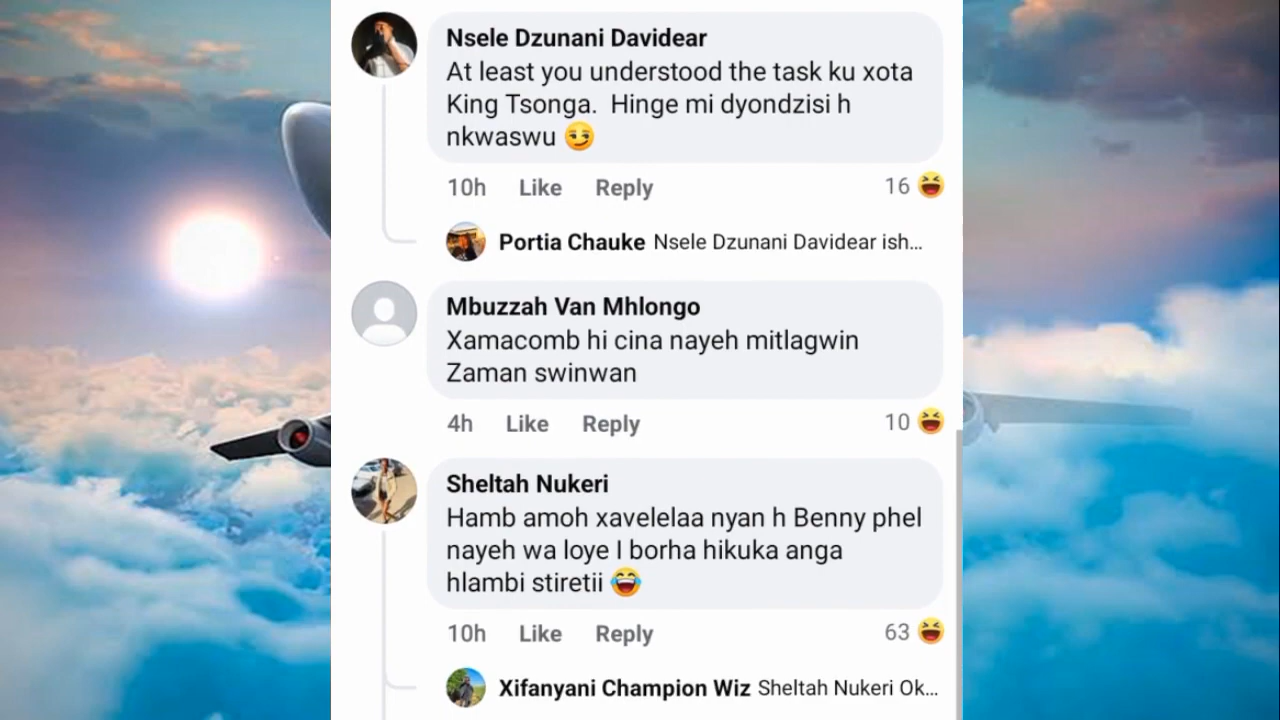 Nsele Dzunani Davidear
At least you understood the task ku xota
King Tsonga. Hinge mi dyondzisi h
nkwaswu 😏
10h Like Reply 16
Portia Chauke Nsele Dzunani Davidear ish...
Mbuzzah Van Mhlongo
Xamacomb hi cina nayeh mitlagwin
Zaman swinwan
4h Like Reply 10
Sheltah Nukeri
Hamb amoh xavelelaa nyan h Benny phel
nayeh wa loye I borha hikuka anga
hlambi stiretii 😂
10h Like Reply 63
Xifanyani Champion Wiz Sheltah Nukeri Ok...